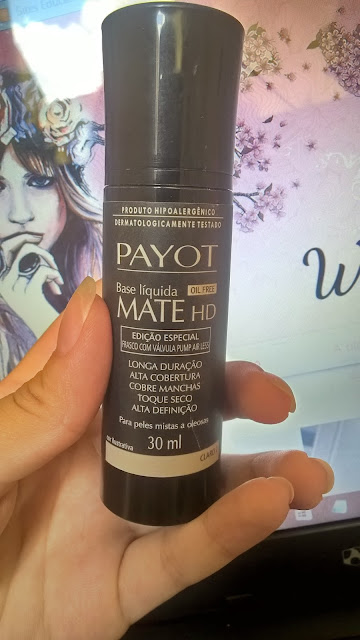 PRODUTO HIPOALERGÊNICO
DERMATOLOGICAMENTE TESTADO
PAYOT
Base líquida OIL FREE
MATE HD
EDIÇÃO ESPECIAL
FRASCO COM VÁLVULA PUMP AIR LESS
LONGA DURAÇÃO
ALTA COBERTURA
COBRE MANCHAS
TOQUE SECO
ALTA DEFINIÇÃO
Para peles mistas a oleosas
30 ml